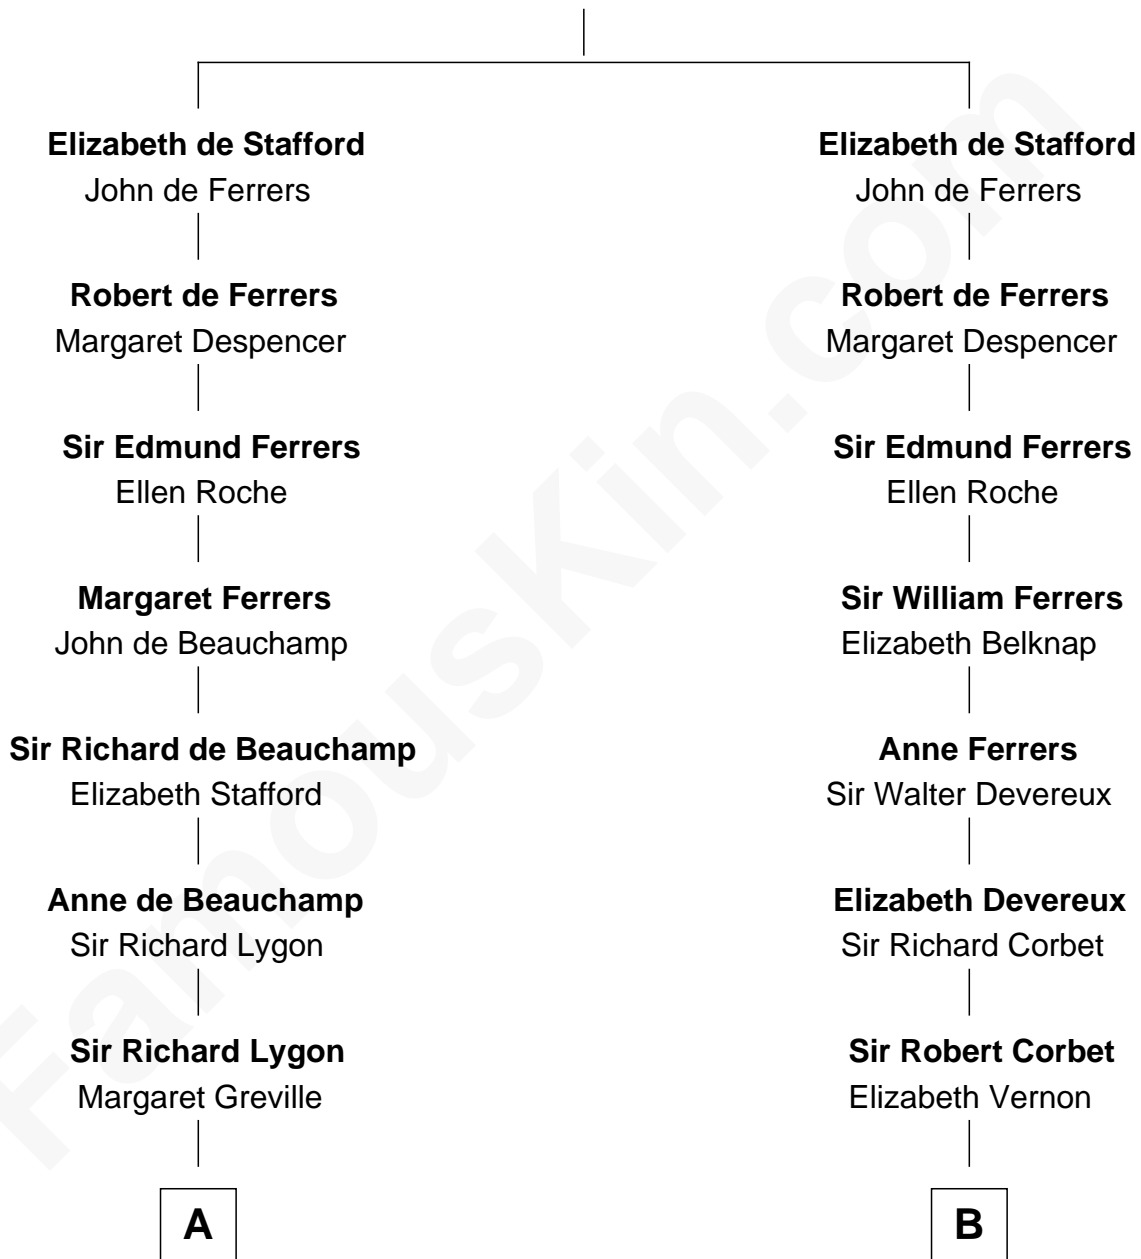 Elizabeth de Stafford
John de Ferrers
Robert de Ferrers
Margaret Despencer
Sir Edmund Ferrers
Ellen Roche
Margaret Ferrers
John de Beauchamp
Sir Richard de Beauchamp
Elizabeth Stafford
Anne de Beauchamp
Sir Richard Lygon
Sir Richard Lygon
Margaret Greville
A
Elizabeth de Stafford
John de Ferrers
Robert de Ferrers
Margaret Despencer
Sir Edmund Ferrers
Ellen Roche
Sir William Ferrers
Elizabeth Belknap
Anne Ferrers
Sir Walter Devereux
Elizabeth Devereux
Sir Richard Corbet
Sir Robert Corbet
Elizabeth Vernon
B
FamousKin.com